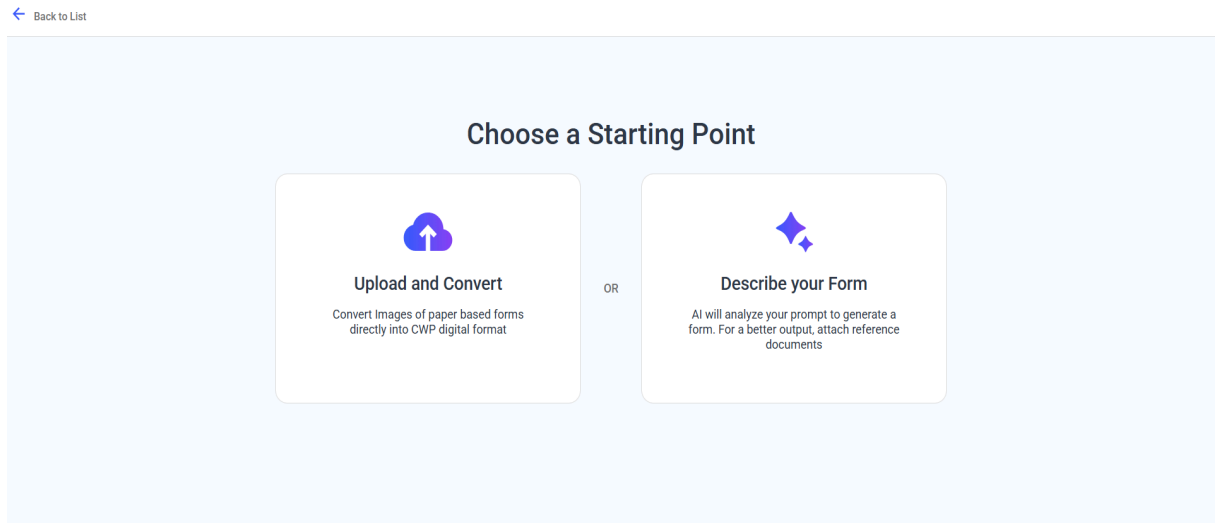 Back to List
Choose a Starting Point
Upload and Convert
Convert Images of paper based forms
directly into CWP digital format
OR
Describe your Form
AI will analyze your prompt to generate a
form. For a better output, attach reference
documents